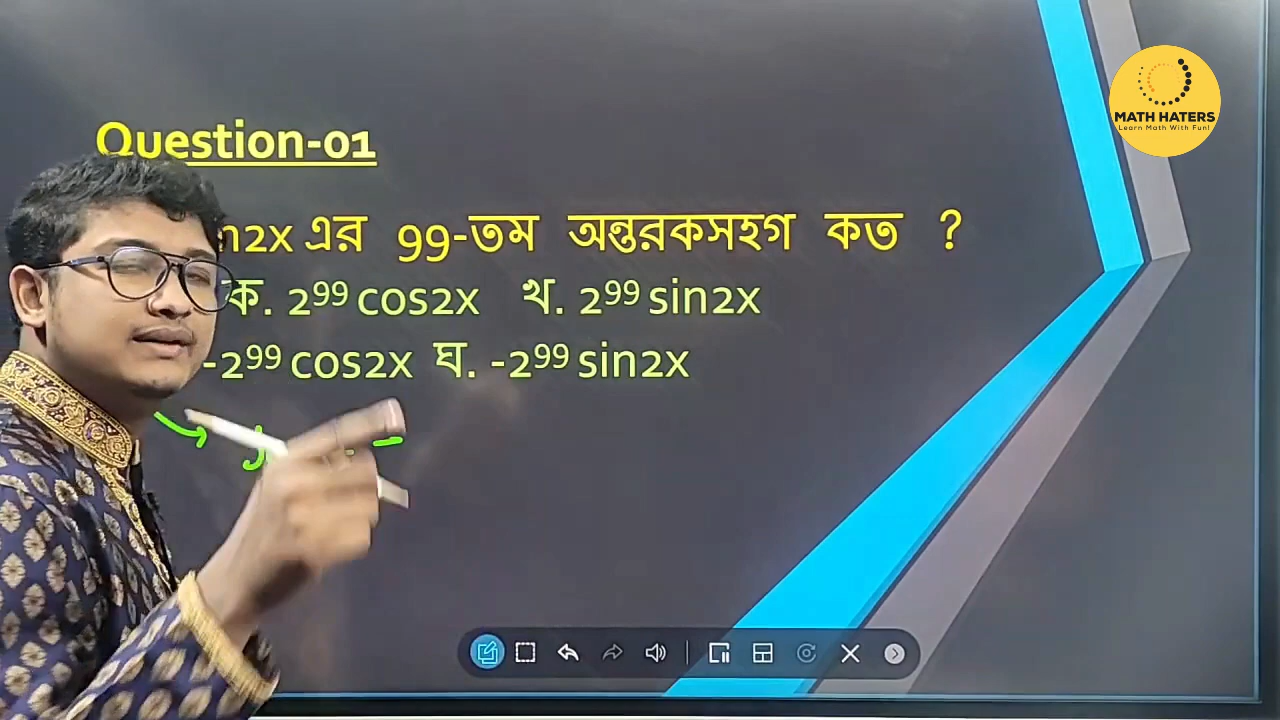 MATH HATERS
Learn Math With Fun!
Question-01
n2x এর 99-তম অন্তরকসহগ কত ?
ক. 2⁹⁹ cos2x খ. 2⁹⁹ sin2x
-2⁹⁹ cos2x ঘ. -2⁹⁹ sin2x